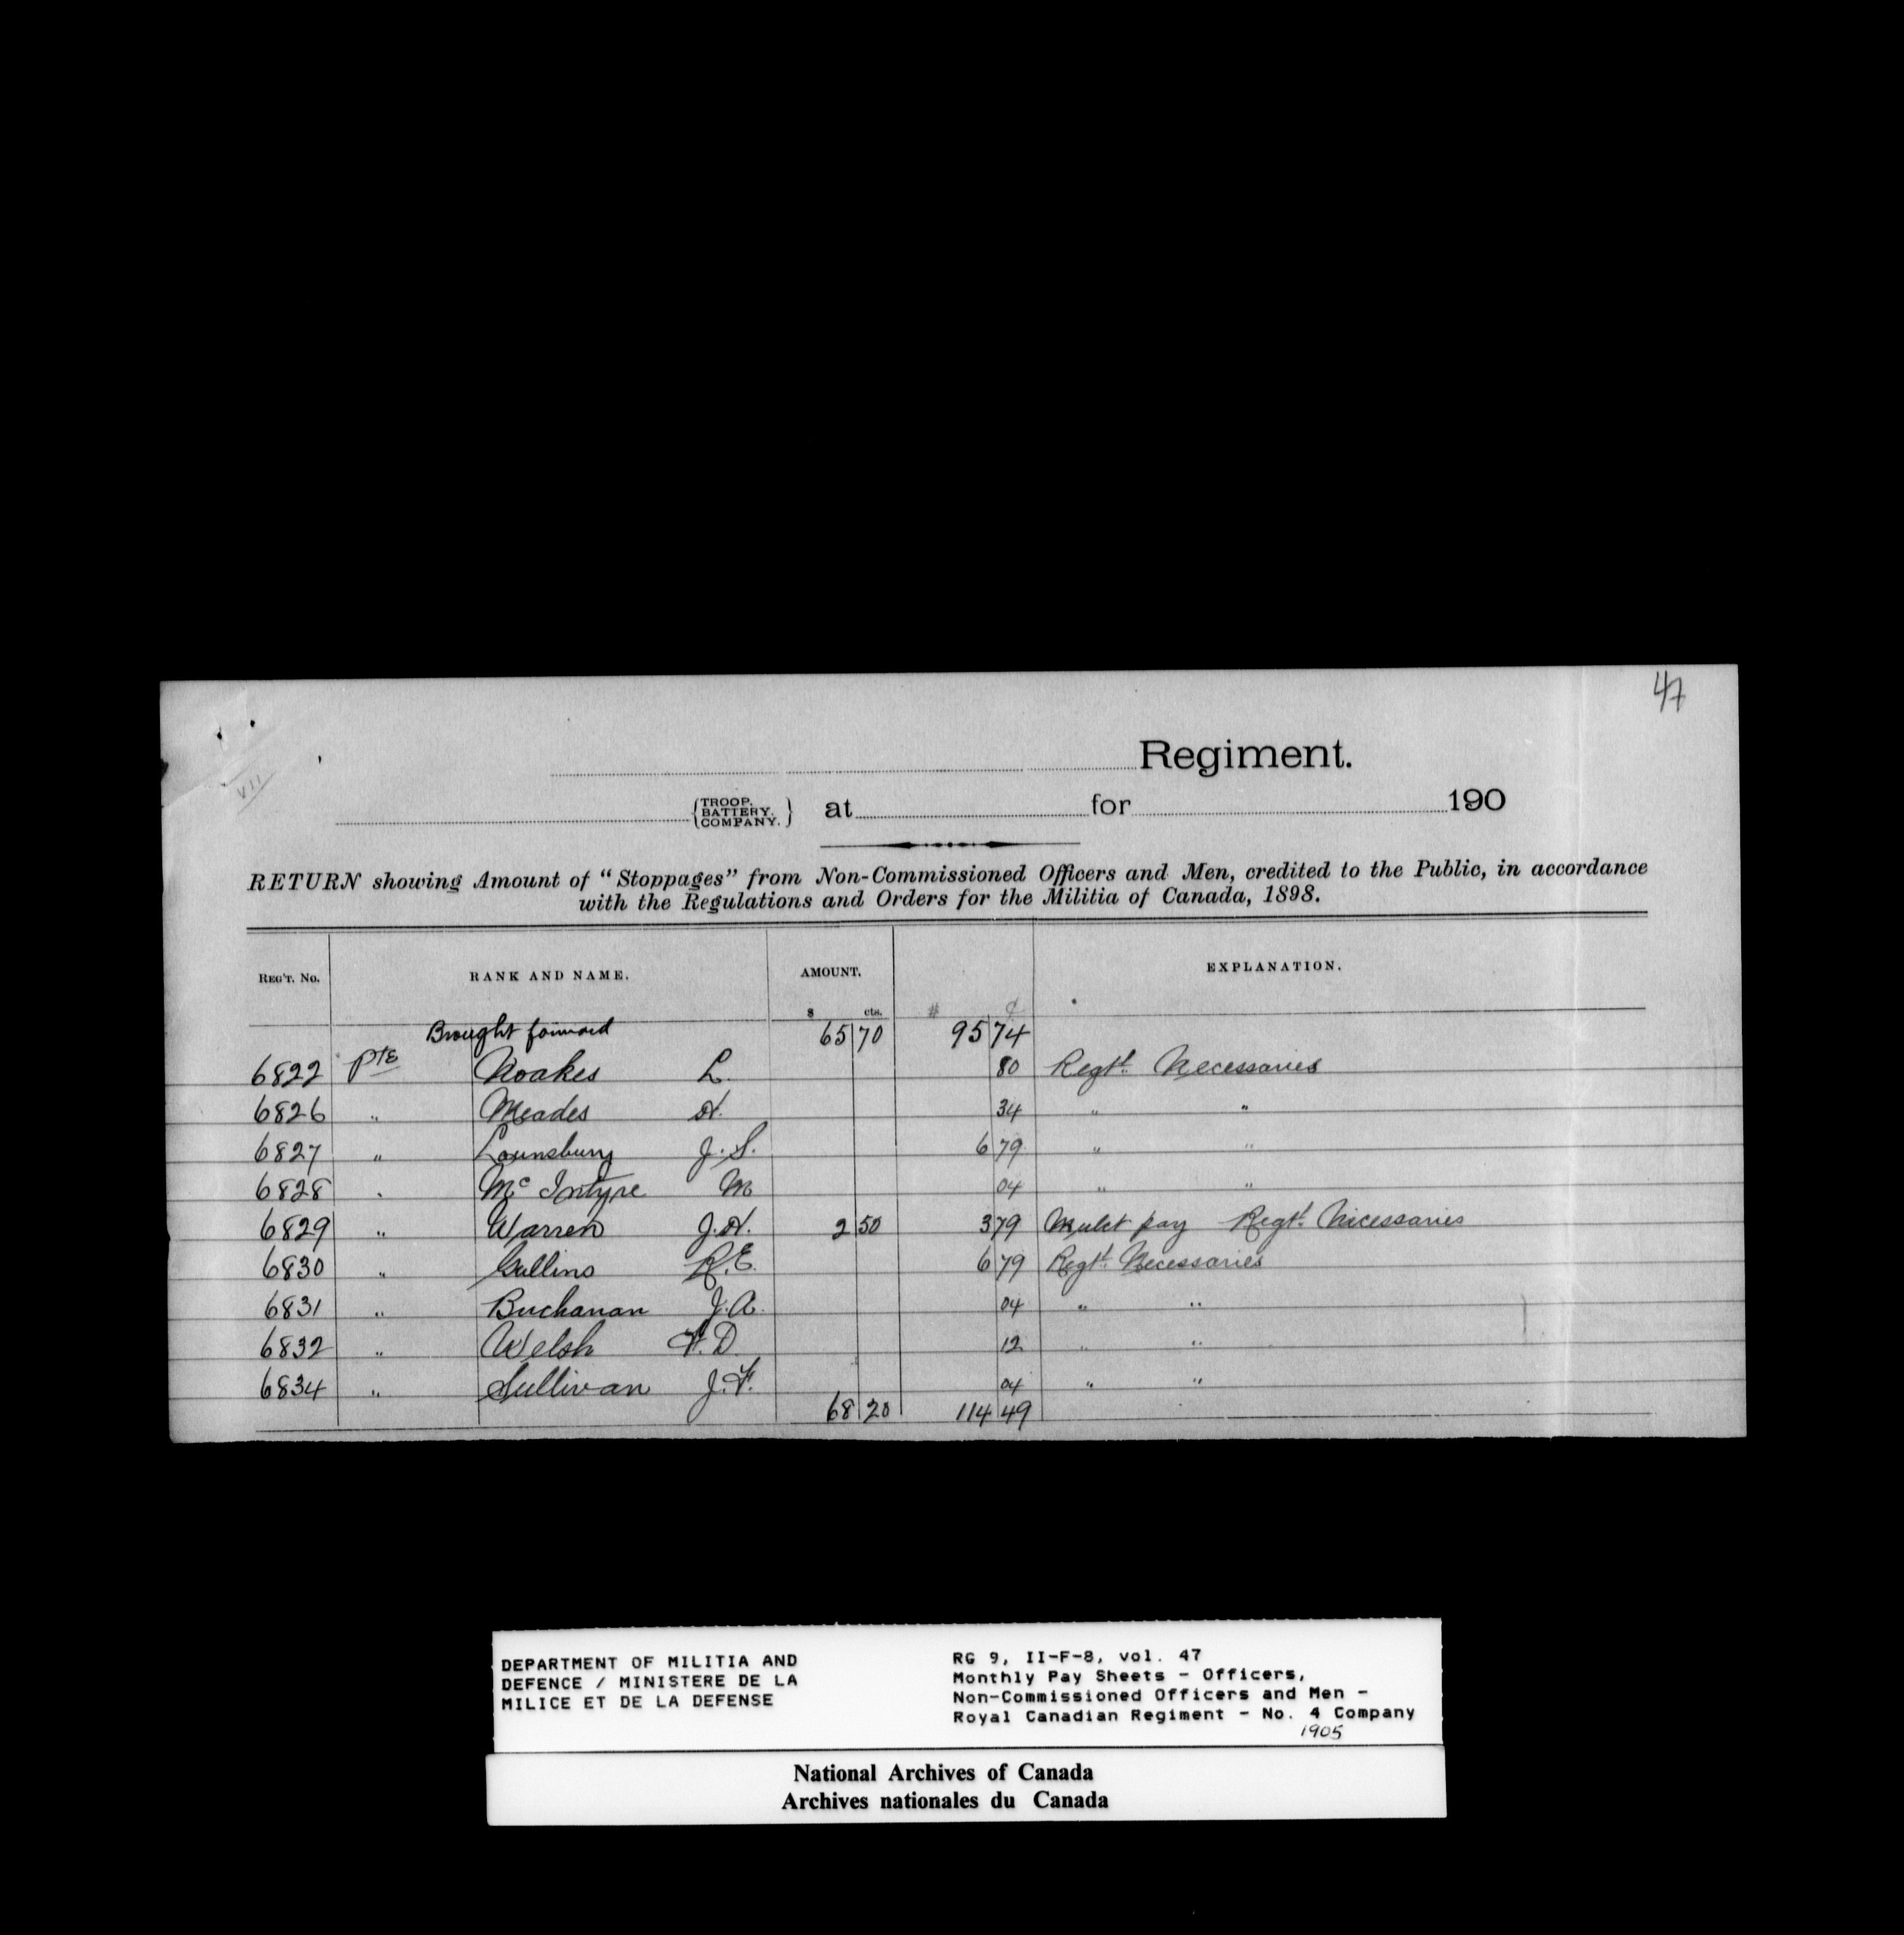 47
VII
Regiment.
{TROOP. BATTERY. COMPANY.} at for 190
RETURN showing Amount of "Stoppages" from Non-Commissioned Officers and Men, credited to the Public, in accordance
with the Regulations and Orders for the Militia of Canada, 1898.
REG'T. NO. RANK AND NAME. AMOUNT. EXPLANATION.
$ cts. $ ¢
Brought forward 65 70 95 74
6822 Pte Noakes L. 80 Regtl. Necessaries
6826 " Meades H. 34 " "
6827 " Lounsbury J. S. 6 79 " "
6828 " Mc Intyre M 04 " "
6829 " Warren J. H. 2 50 3 79 Mulct pay Regtl. Necessaries
6830 " Gullins R. E. 6 79 Regtl. Necessaries
6831 " Buchanan J. A. 04 " "
6832 " Welsh F. D. 12 " "
6834 " Sullivan J. F. 04 " "
68 20 114 49
DEPARTMENT OF MILITIA AND
DEFENCE / MINISTERE DE LA
MILICE ET DE LA DEFENSE
RG 9, II-F-8, vol. 47
Monthly Pay Sheets - Officers,
Non-Commissioned Officers and Men -
Royal Canadian Regiment - No. 4 Company
1905
National Archives of Canada
Archives nationales du Canada